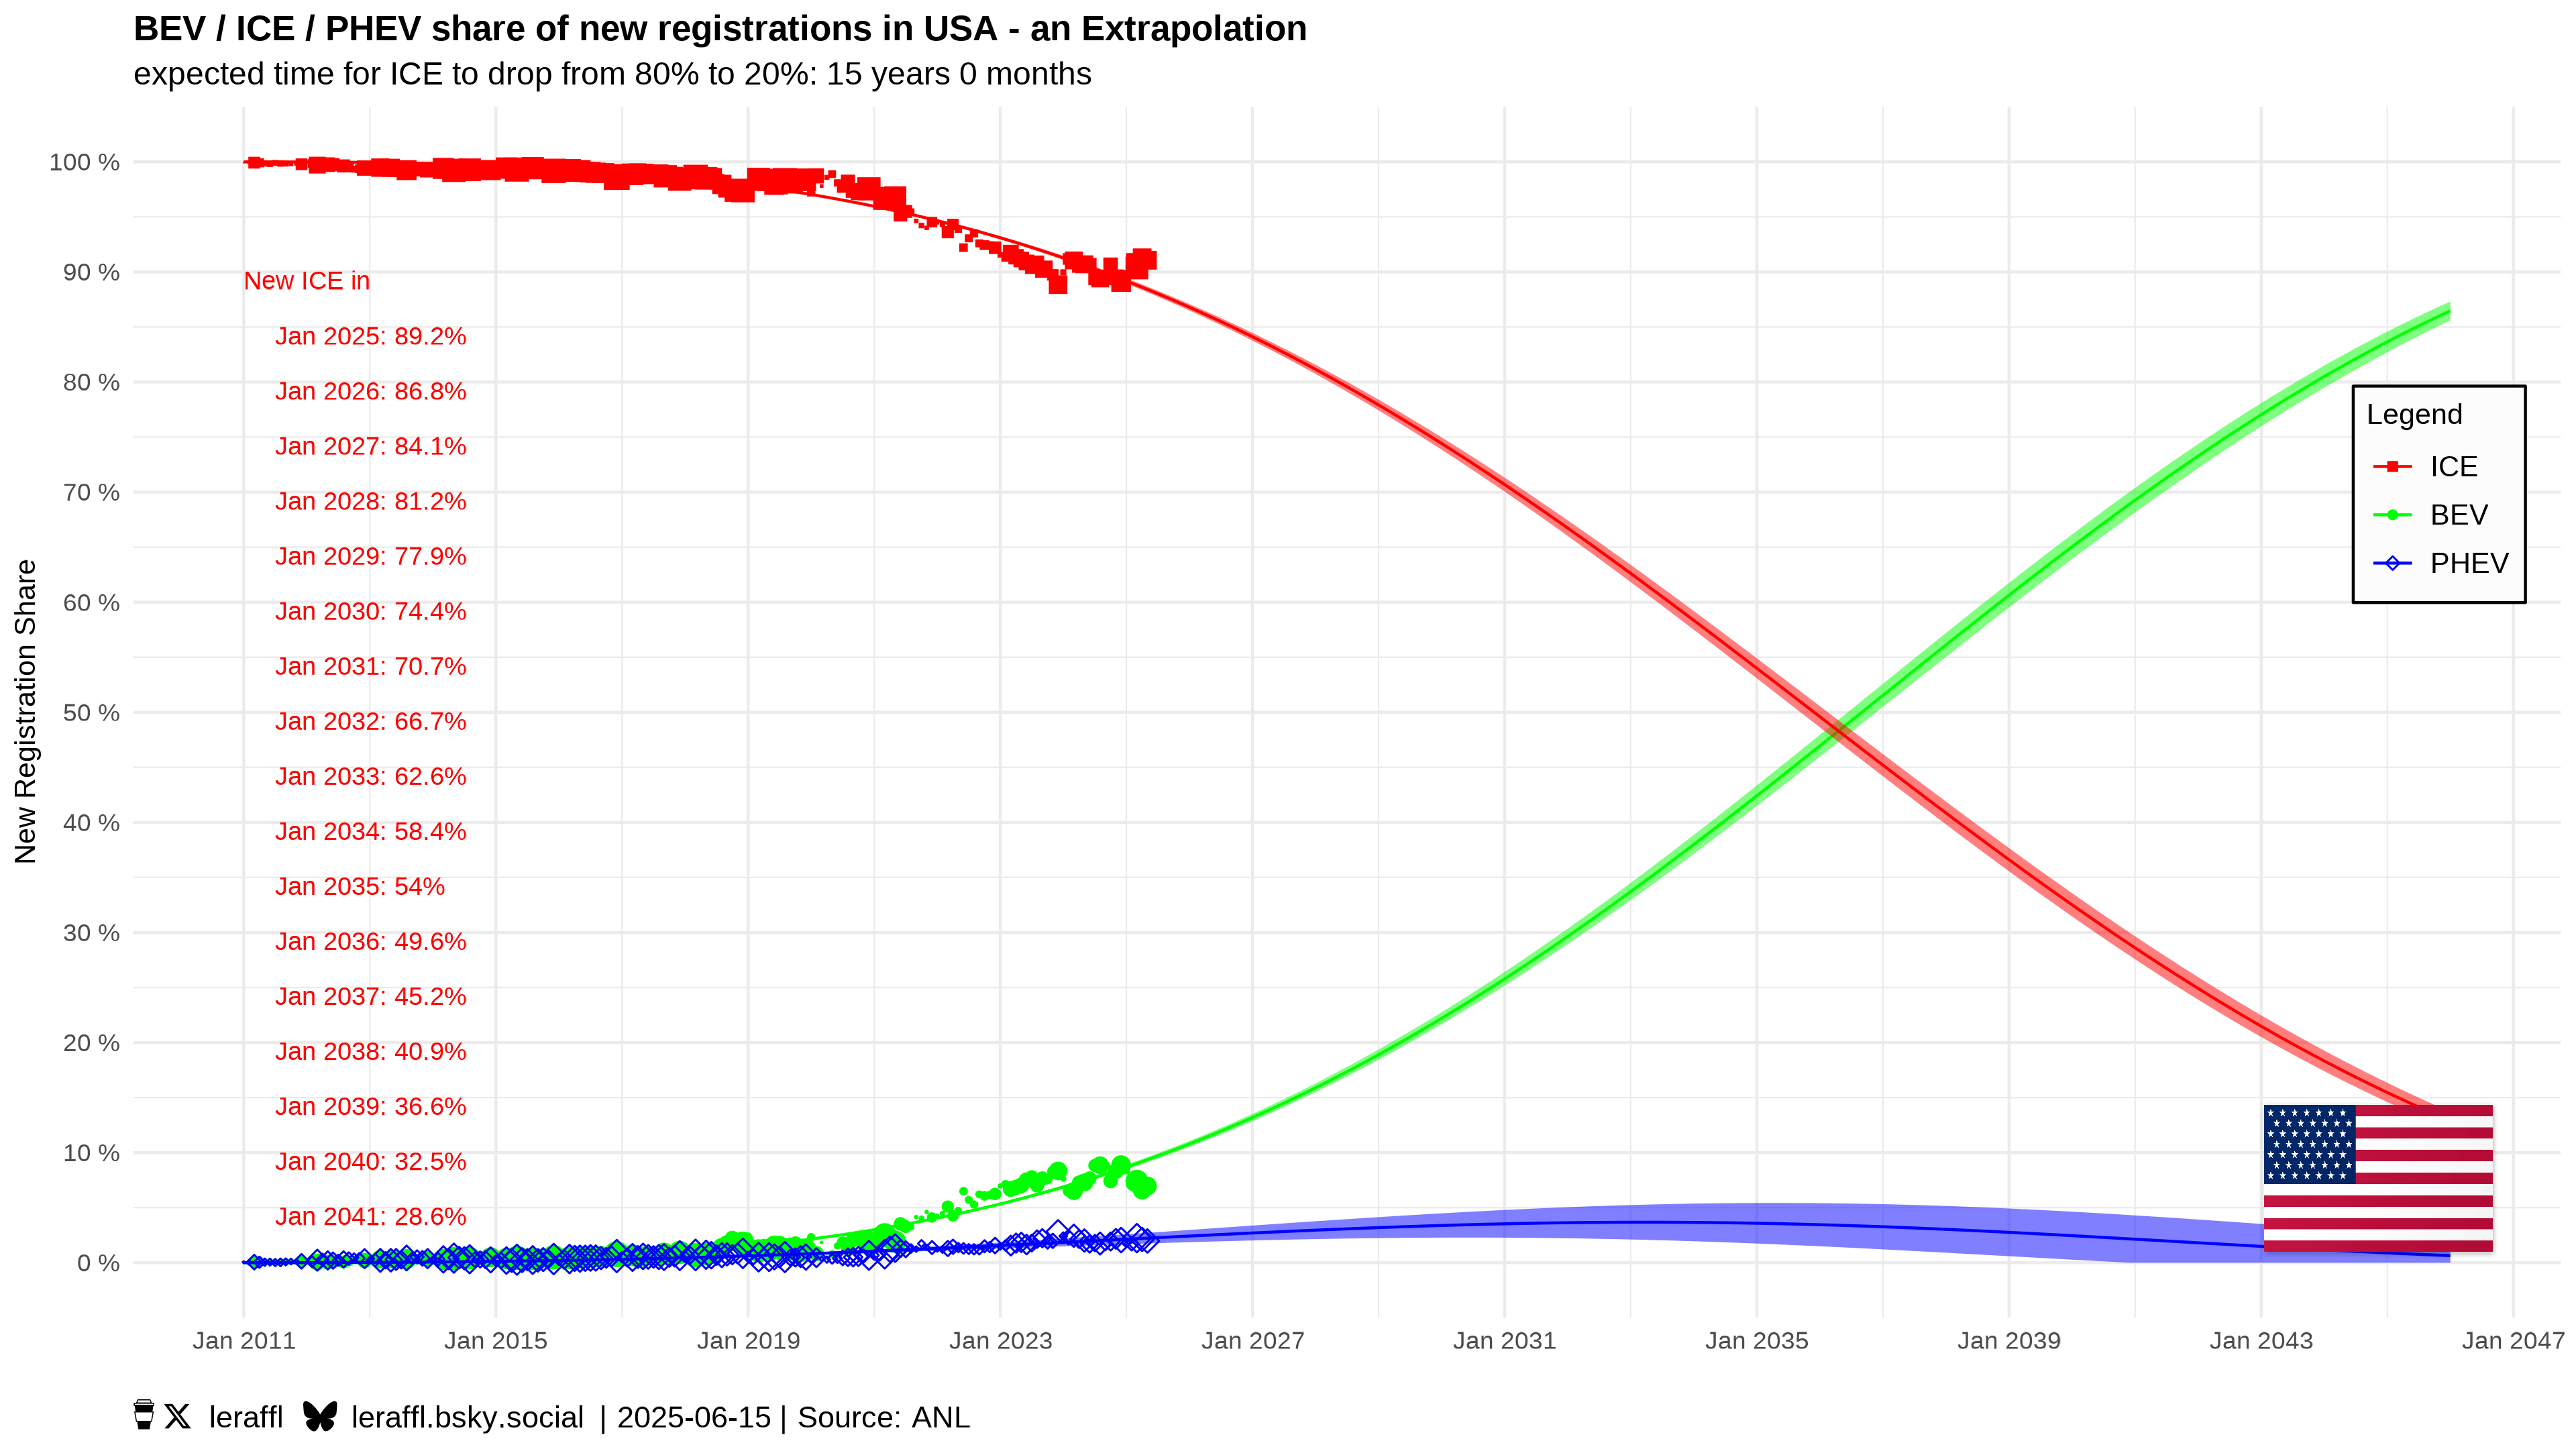 BEV / ICE / PHEV share of new registrations in USA - an Extrapolation
expected time for ICE to drop from 80% to 20%: 15 years 0 months
New Registration Share
100 %
90 %
80 %
70 %
60 %
50 %
40 %
30 %
20 %
10 %
0 %
New ICE in
Jan 2025: 89.2%
Jan 2026: 86.8%
Jan 2027: 84.1%
Jan 2028: 81.2%
Jan 2029: 77.9%
Jan 2030: 74.4%
Jan 2031: 70.7%
Jan 2032: 66.7%
Jan 2033: 62.6%
Jan 2034: 58.4%
Jan 2035: 54%
Jan 2036: 49.6%
Jan 2037: 45.2%
Jan 2038: 40.9%
Jan 2039: 36.6%
Jan 2040: 32.5%
Jan 2041: 28.6%
Legend
ICE
BEV
PHEV
Jan 2011 Jan 2015 Jan 2019 Jan 2023 Jan 2027 Jan 2031 Jan 2035 Jan 2039 Jan 2043 Jan 2047
leraffl leraffl.bsky.social | 2025-06-15 | Source: ANL